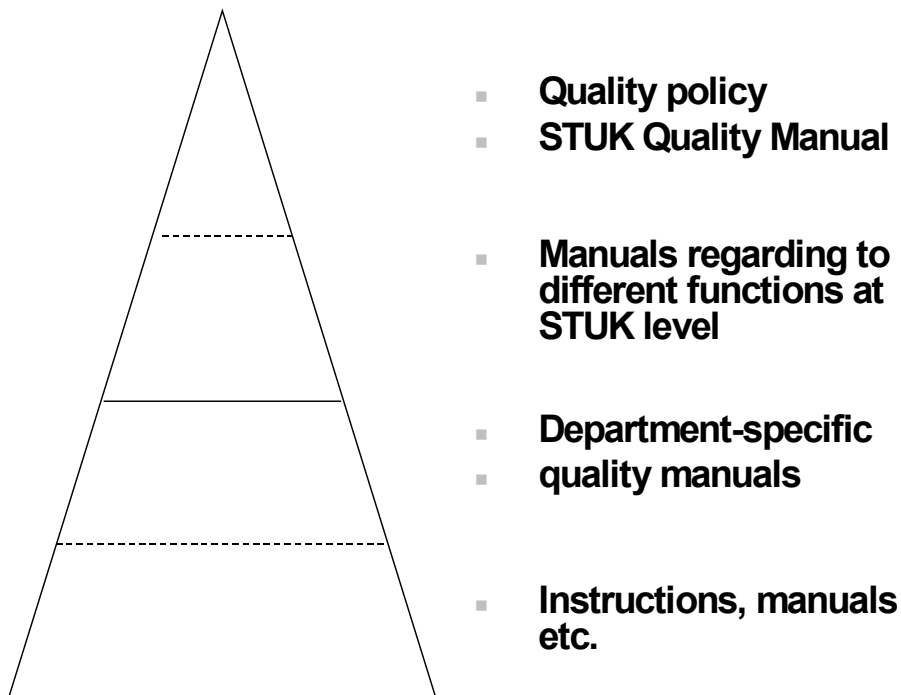 Quality policy
STUK Quality Manual
Manuals regarding to
different functions at
STUK level
Department-specific
quality manuals
Instructions, manuals
etc.